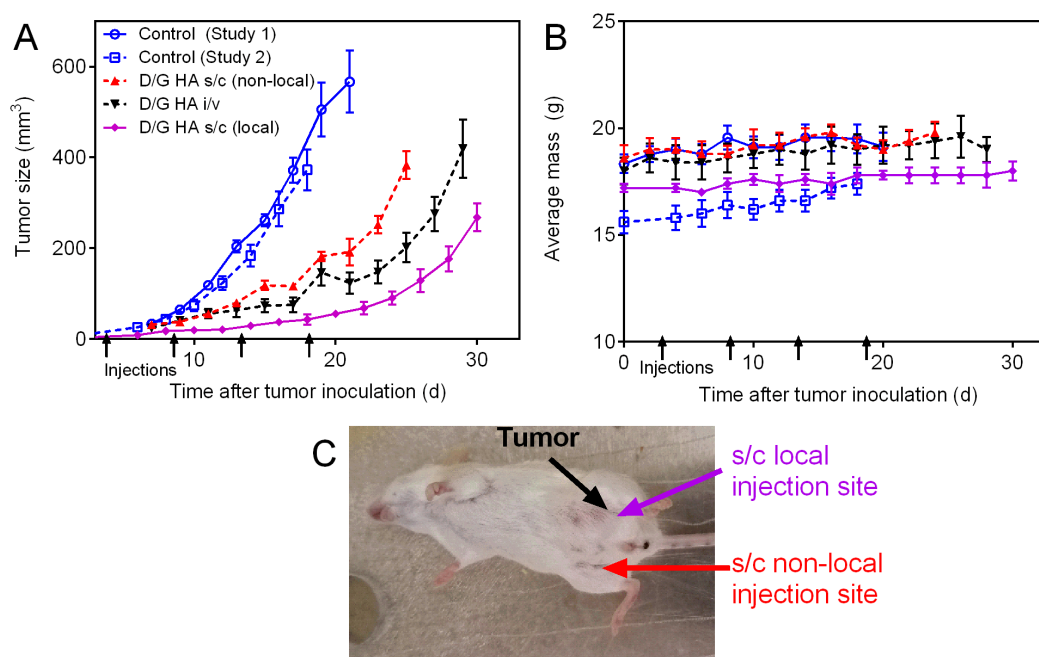 A
Control (Study 1)
Control (Study 2)
D/G HA s/c (non-local)
D/G HA i/v
D/G HA s/c (local)
Tumor size (mm³)
600
400
200
0
10
20
30
Injections
Time after tumor inoculation (d)
B
Average mass (g)
25
20
15
10
0
10
20
30
Injections
Time after tumor inoculation (d)
C
Tumor
s/c local
injection site
s/c non-local
injection site